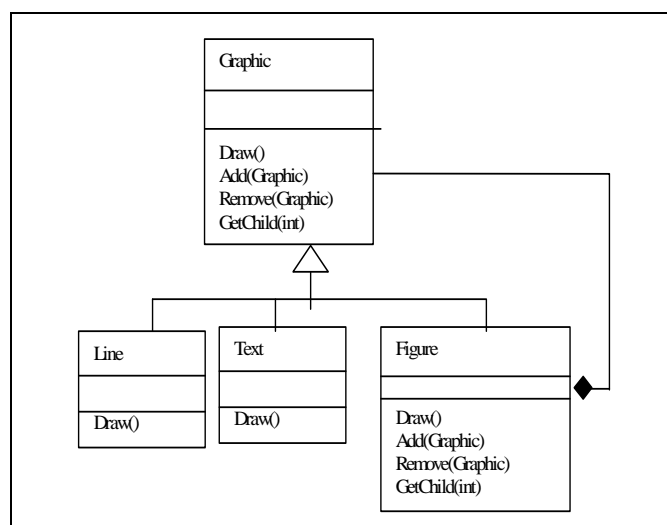 Graphic
Draw()
Add(Graphic)
Remove(Graphic)
GetChild(int)
Line
Draw()
Text
Draw()
Figure
Draw()
Add(Graphic)
Remove(Graphic)
GetChild(int)